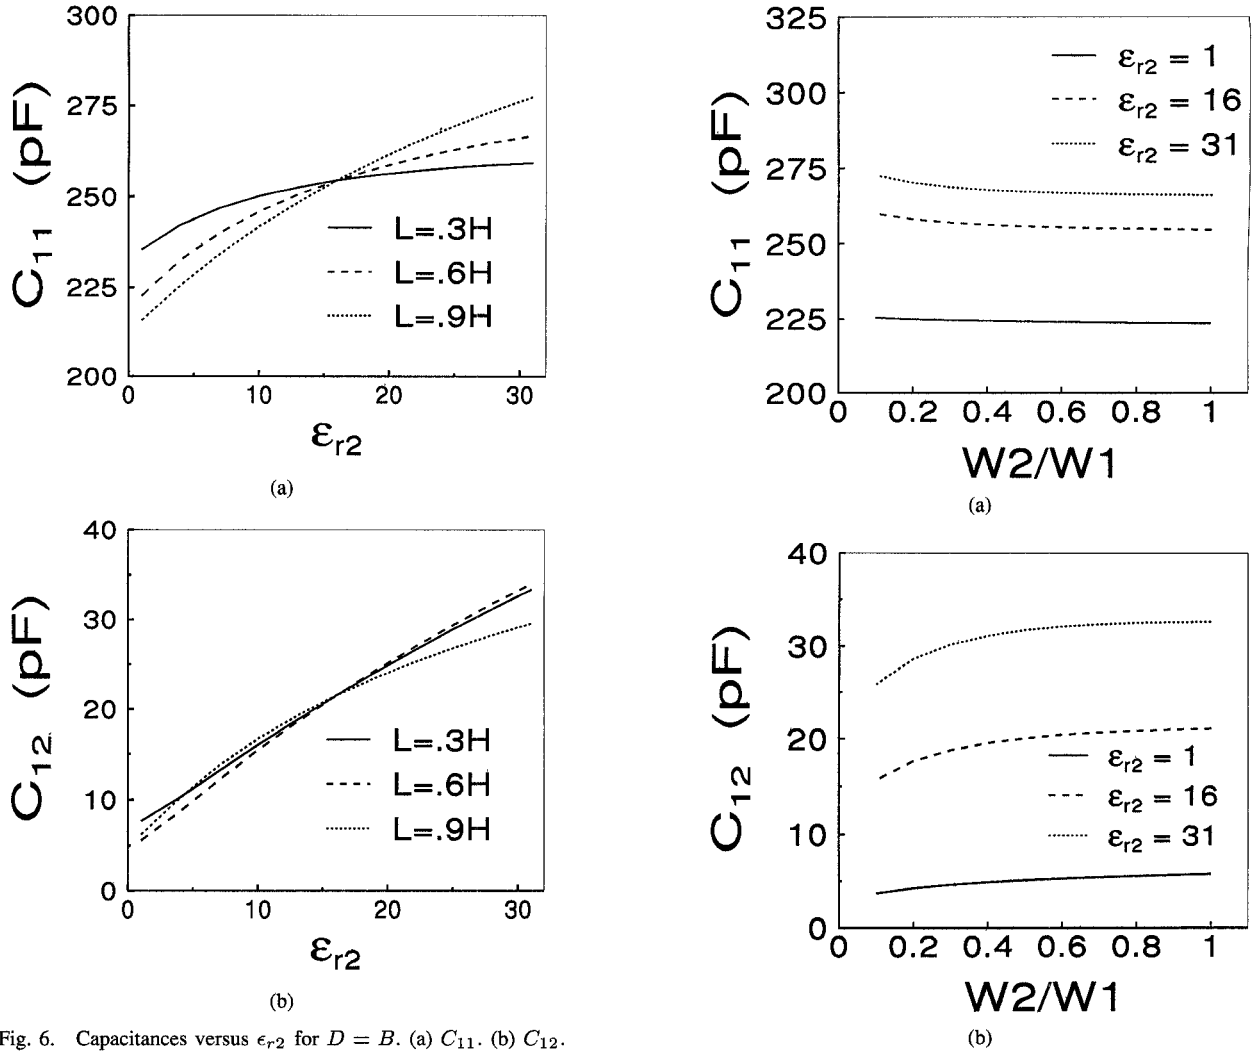 300
275
250
225
200
C11 (pF)
L=.3H
L=.6H
L=.9H
0 10 20 30
εr2
(a)
40
30
20
10
0
C12 (pF)
L=.3H
L=.6H
L=.9H
0 10 20 30
εr2
(b)
Fig. 6. Capacitances versus ϵr2 for D = B. (a) C11. (b) C12.
325
300
275
250
225
200
C11 (pF)
εr2 = 1
εr2 = 16
εr2 = 31
0 0.2 0.4 0.6 0.8 1
W2/W1
(a)
40
30
20
10
0
C12 (pF)
εr2 = 1
εr2 = 16
εr2 = 31
0 0.2 0.4 0.6 0.8 1
W2/W1
(b)